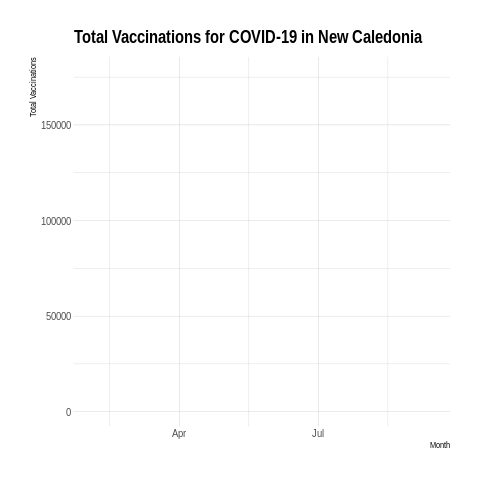 Total Vaccinations for COVID-19 in New Caledonia
Total Vaccinations
150000
100000
50000
0
Apr Jul
Month